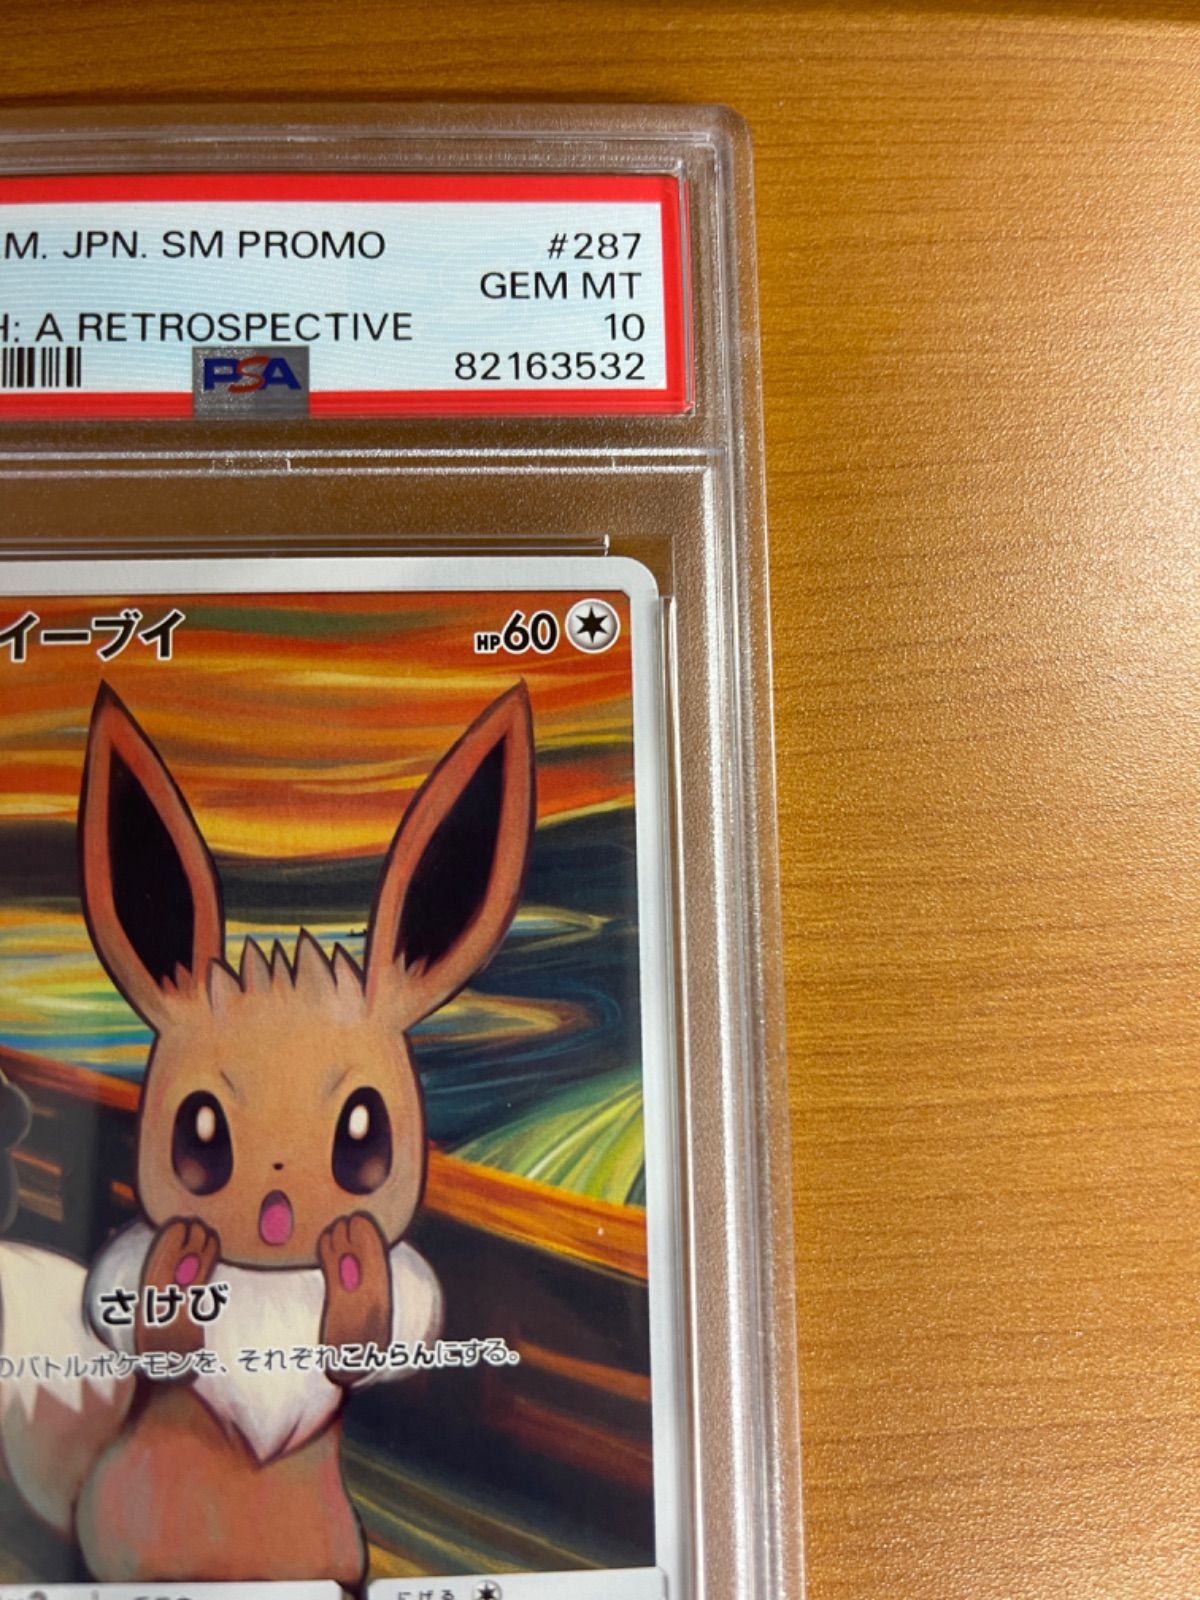 M. JPN. SM PROMO #287
GEM MT
H: A RETROSPECTIVE 10
PSA 82163532
イーブイ HP60
さけび
のバトルポケモンを、それぞれこんらんにする。
にげる